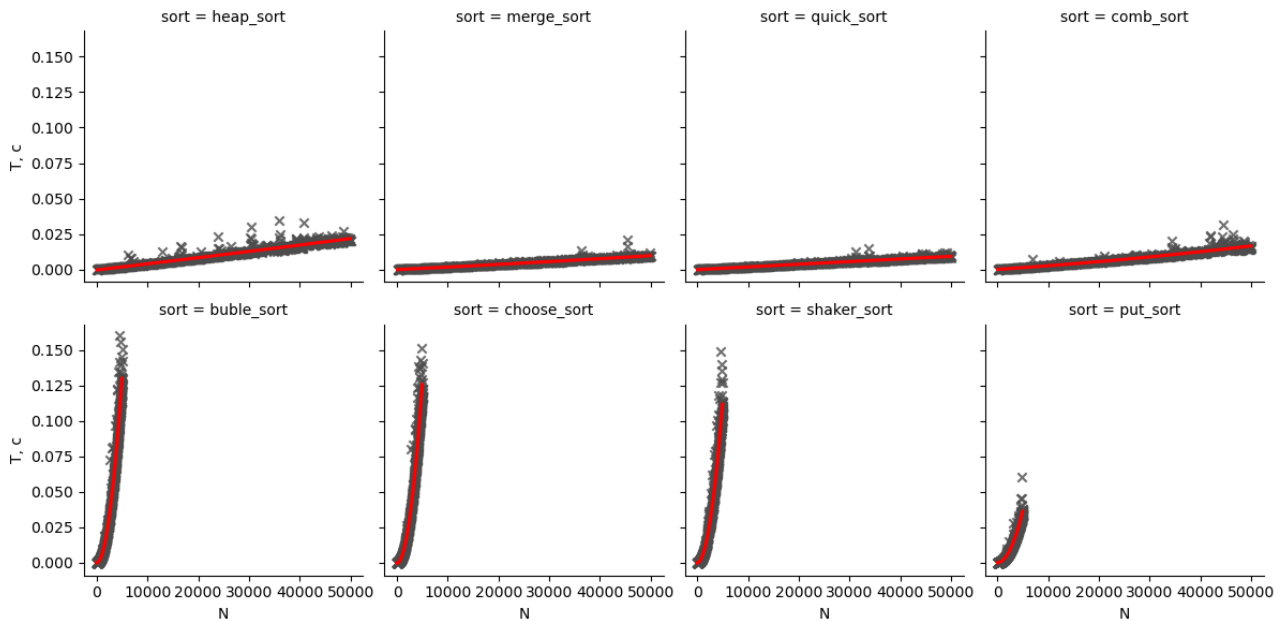 sort = heap_sort
sort = merge_sort
sort = quick_sort
sort = comb_sort
T, c
0.150
0.125
0.100
0.075
0.050
0.025
0.000
sort = buble_sort
sort = choose_sort
sort = shaker_sort
sort = put_sort
T, c
0.150
0.125
0.100
0.075
0.050
0.025
0.000
0 10000 20000 30000 40000 50000
0 10000 20000 30000 40000 50000
0 10000 20000 30000 40000 50000
0 10000 20000 30000 40000 50000
N
N
N
N